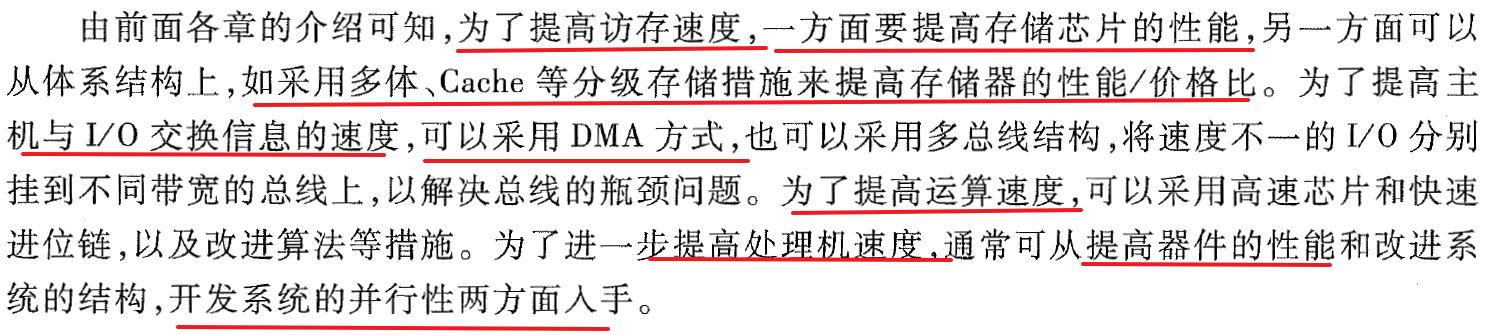 由前面各章的介绍可知,为了提高访存速度,一方面要提高存储芯片的性能,另一方面可以
从体系结构上,如采用多体、Cache 等分级存储措施来提高存储器的性能/价格比。为了提高主
机与 I/O 交换信息的速度,可以采用 DMA 方式,也可以采用多总线结构,将速度不一的 I/O 分别
挂到不同带宽的总线上,以解决总线的瓶颈问题。为了提高运算速度,可以采用高速芯片和快速
进位链,以及改进算法等措施。为了进一步提高处理机速度,通常可从提高器件的性能和改进系
统的结构,开发系统的并行性两方面入手。